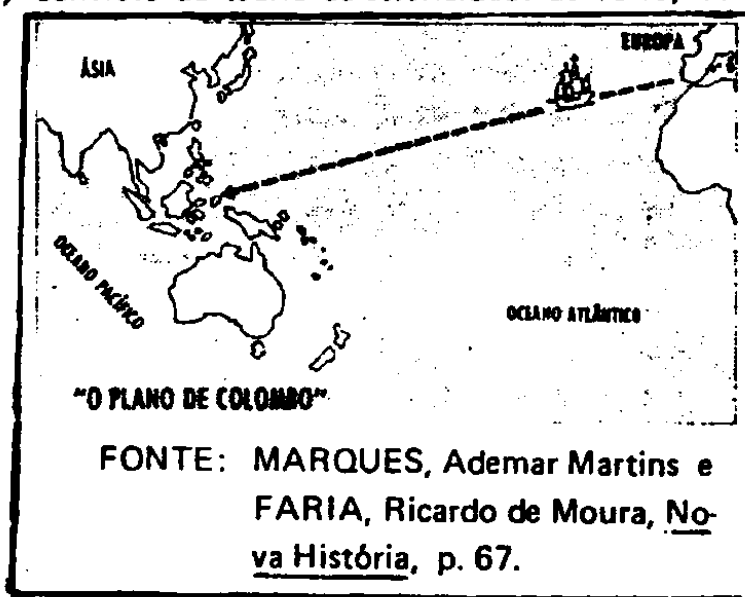 EUROPA
ÁSIA
OCEANO PACÍFICO
OCEANO ATLÂNTICO
"O PLANO DE COLOMBO"
FONTE: MARQUES, Ademar Martins e
FARIA, Ricardo de Moura, No-
va História, p. 67.